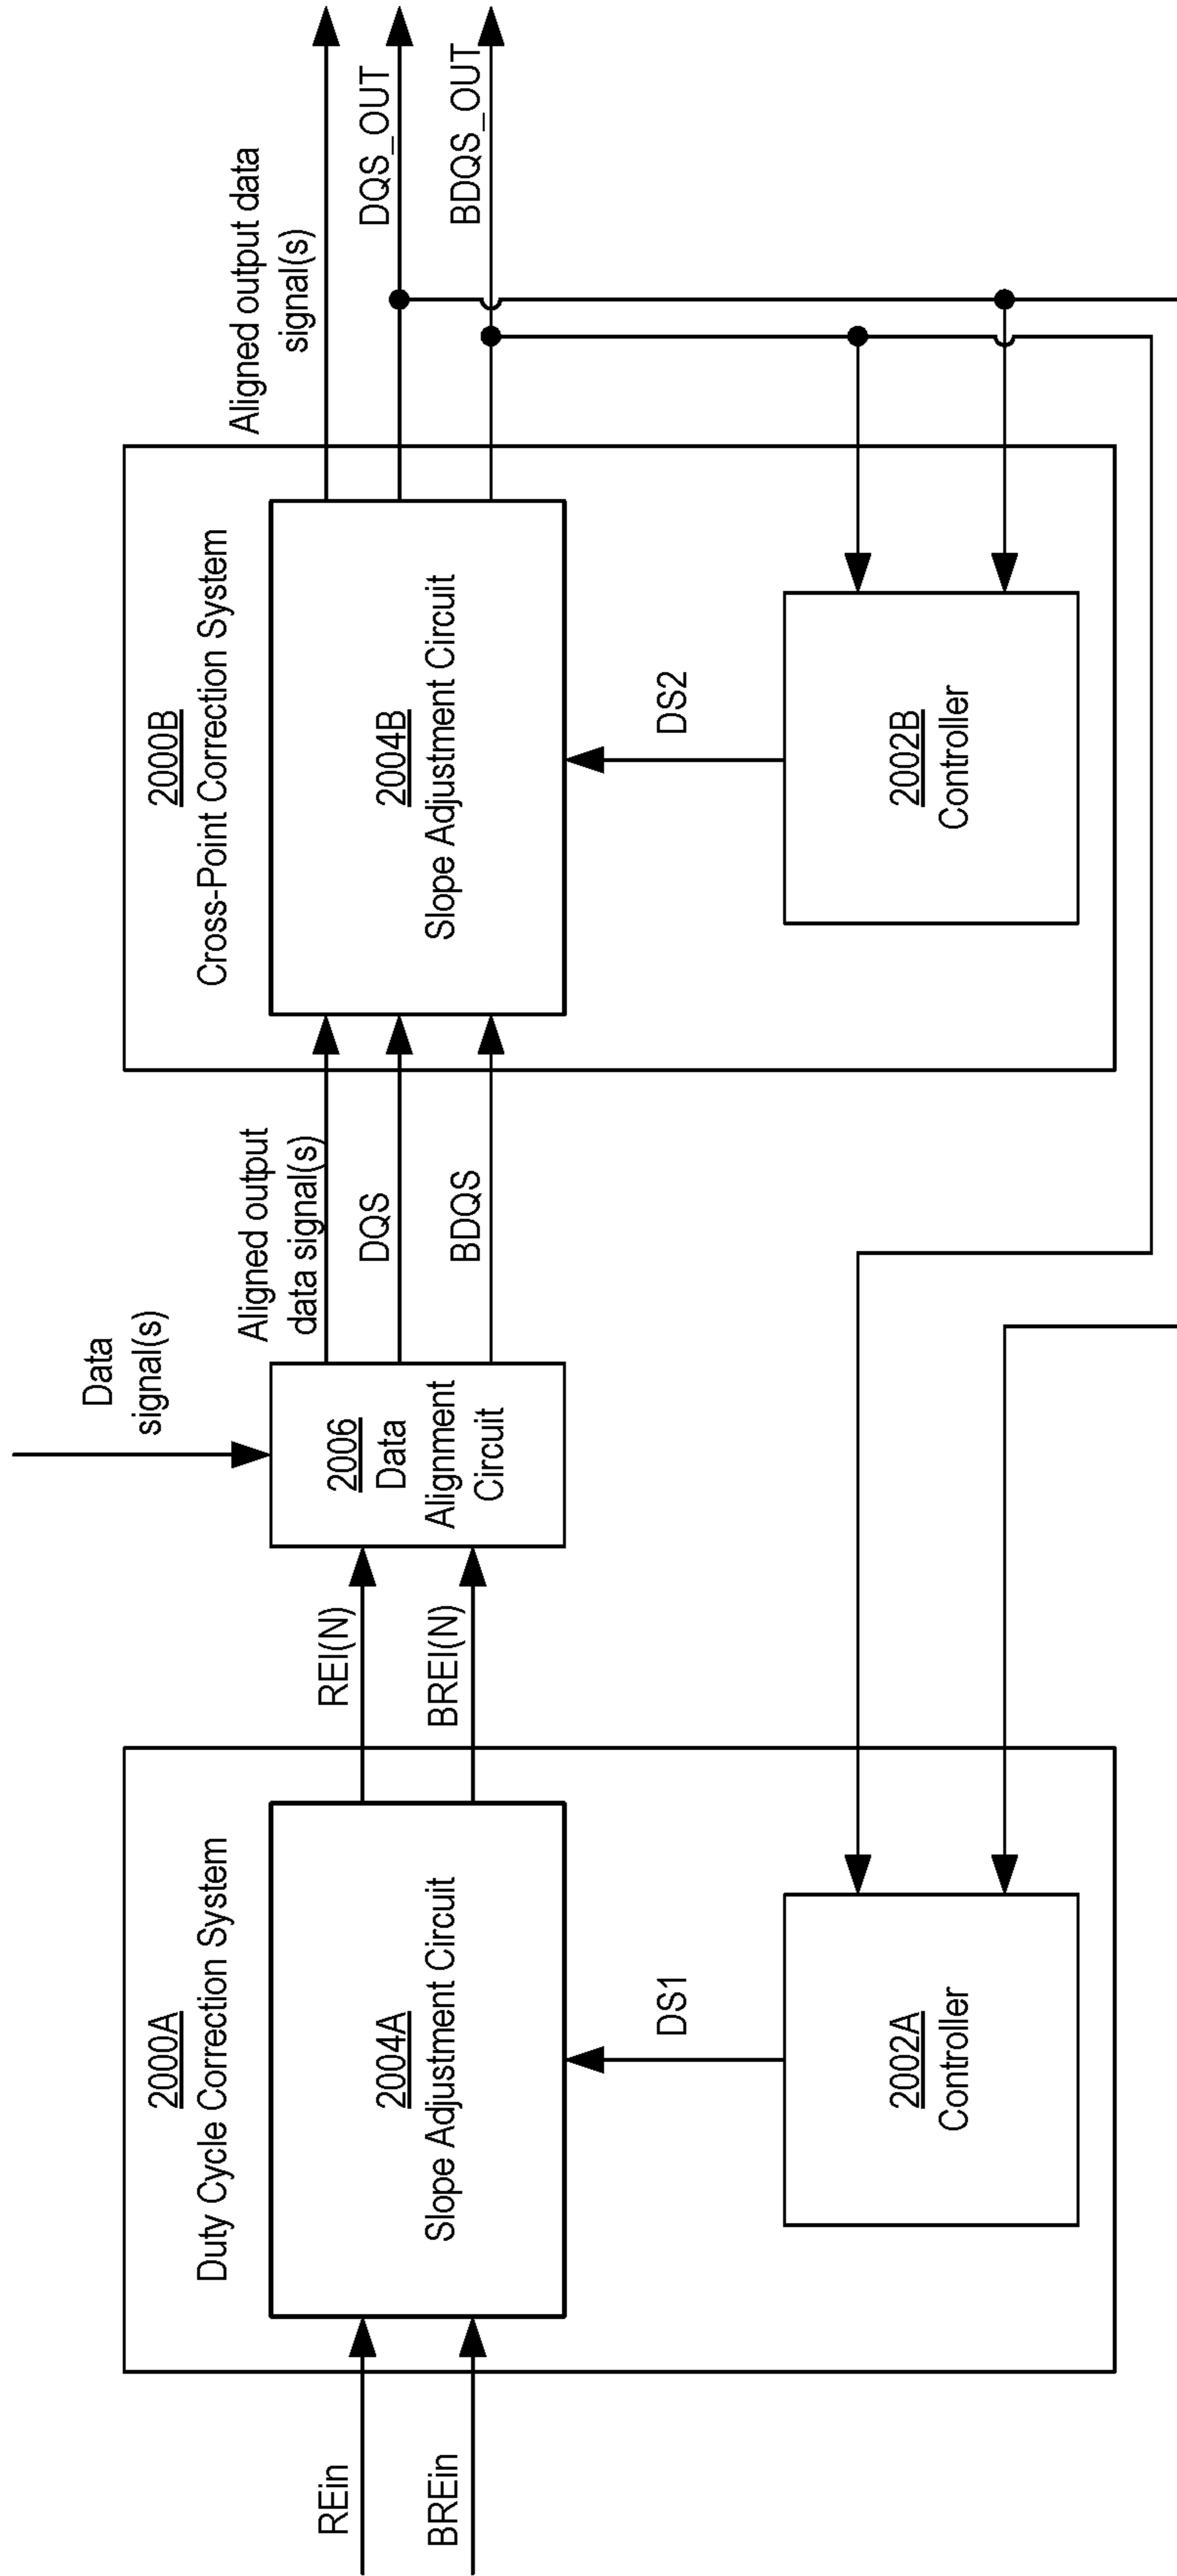 REin
BREin
2000A
Duty Cycle Correction System
2004A
Slope Adjustment Circuit
DS1
2002A
Controller
REI(N)
BREI(N)
Data
signal(s)
2006
Data
Alignment
Circuit
Aligned output
data signal(s)
DQS
BDQS
2000B
Cross-Point Correction System
2004B
Slope Adjustment Circuit
DS2
2002B
Controller
Aligned output data
signal(s)
DQS_OUT
BDQS_OUT